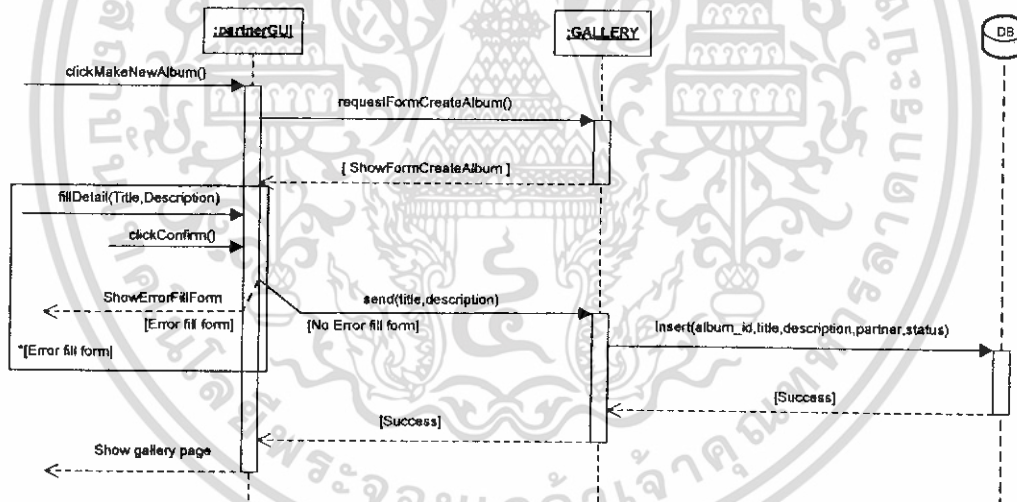 :partnerGUI
:GALLERY
DB
clickMakeNewAlbum()
requestFormCreateAlbum()
[ ShowFormCreateAlbum ]
fillDetail(Title,Description)
clickConfirm()
ShowErrorFillForm
[Error fill form]
*[Error fill form]
send(title,description)
[No Error fill form]
Insert(album_id,title,description,partner,status)
[Success]
[Success]
Show gallery page